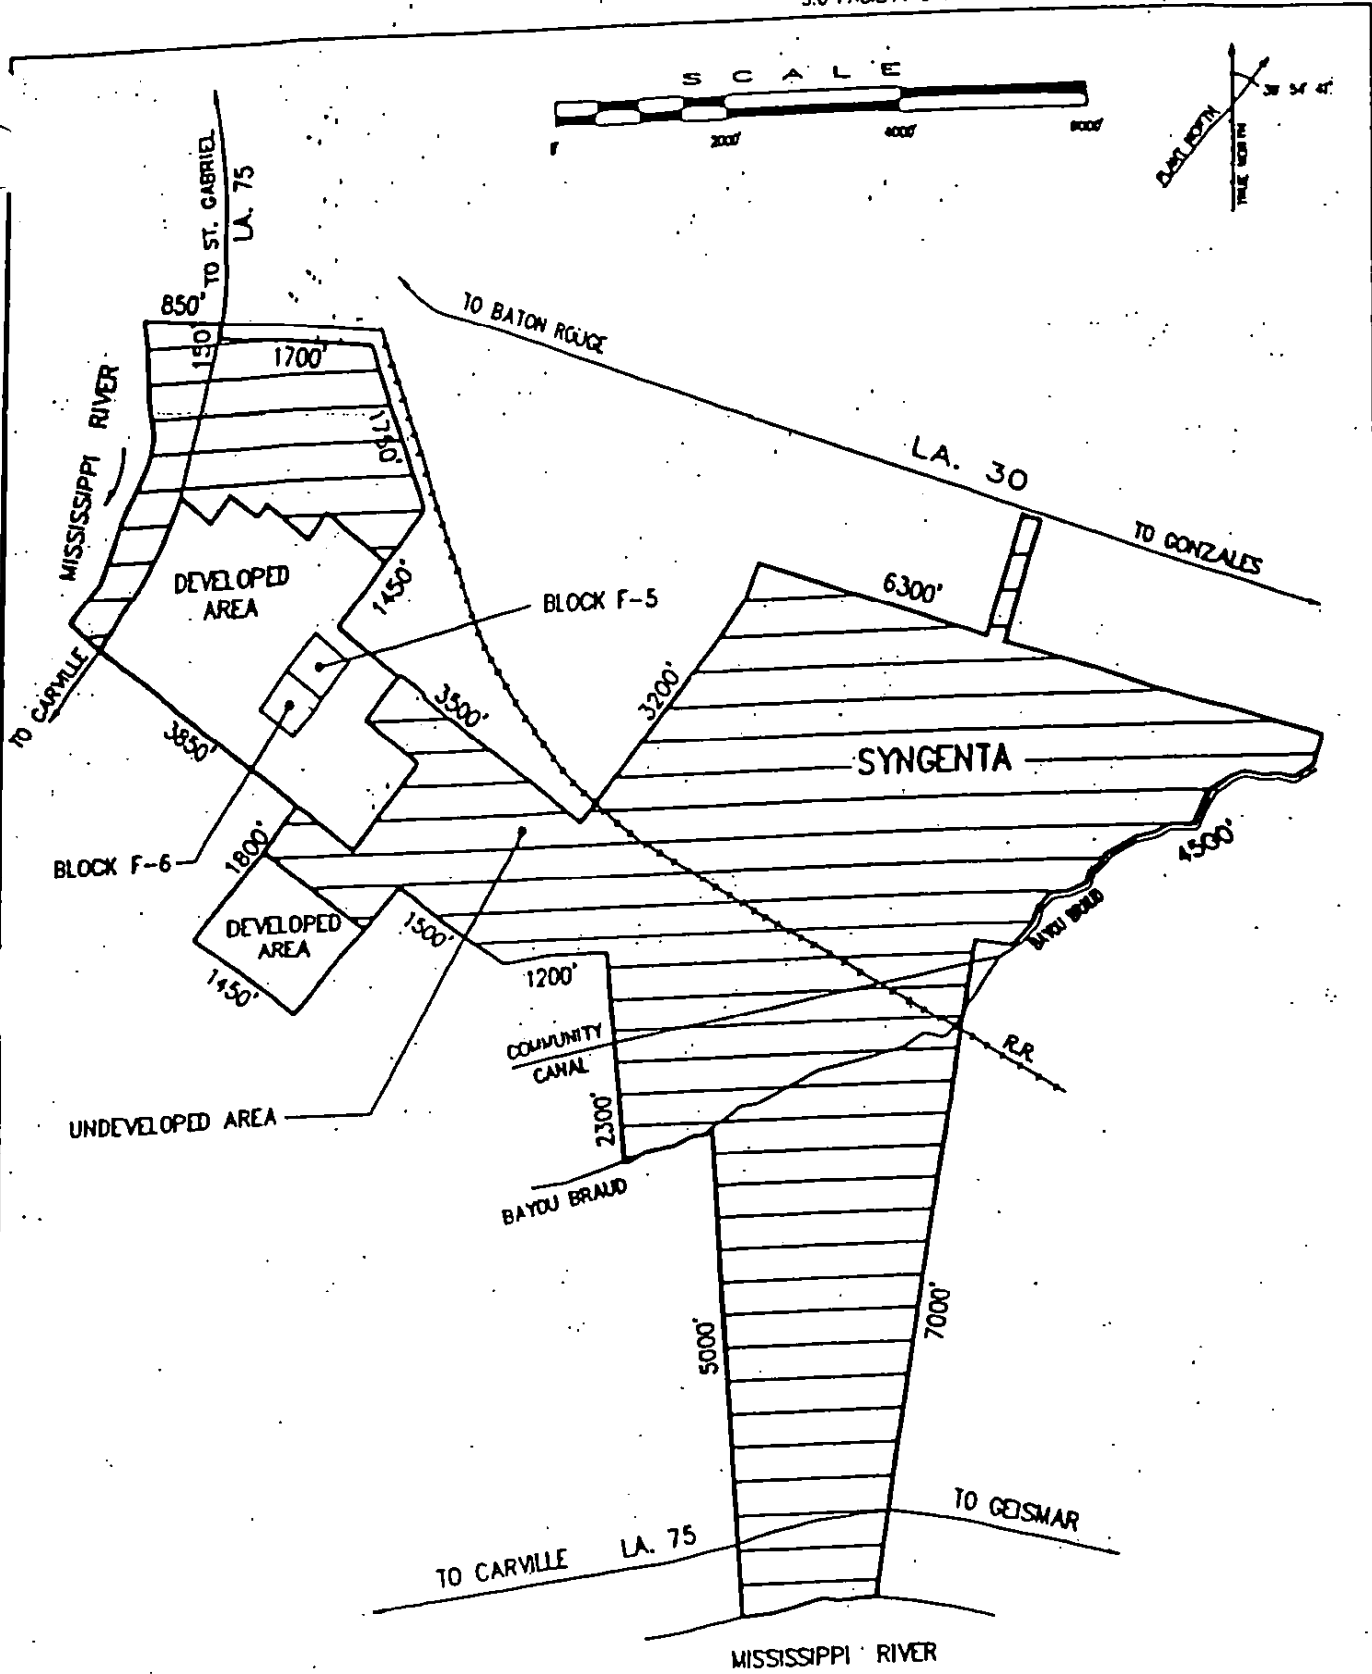 S C A L E
0'
2000'
4000'
6000'
PLANT NORTH
TRUE NORTH
TO ST. GABRIEL
LA. 75
850'
150'
1700'
1750'
TO BATON ROUGE
LA. 30
TO GONZALES
MISSISSIPPI RIVER
DEVELOPED
AREA
1450'
BLOCK F-5
6300'
3200'
3500'
TO CARVILLE
3850'
SYNGENTA
4500'
BLOCK F-6
1800'
DEVELOPED
AREA
1450'
1500'
1200'
BAYOU BRAUD
COMMUNITY
CANAL
R.R.
UNDEVELOPED AREA
2300'
BAYOU BRAUD
5000'
7000'
TO CARVILLE LA. 75
TO GEISMAR
MISSISSIPPI RIVER